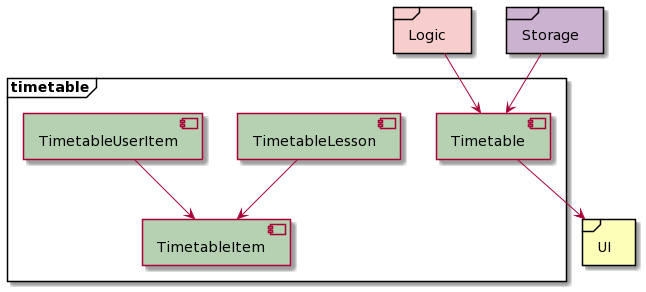 Logic
Storage
timetable
TimetableUserItem
TimetableLesson
Timetable
TimetableItem
UI